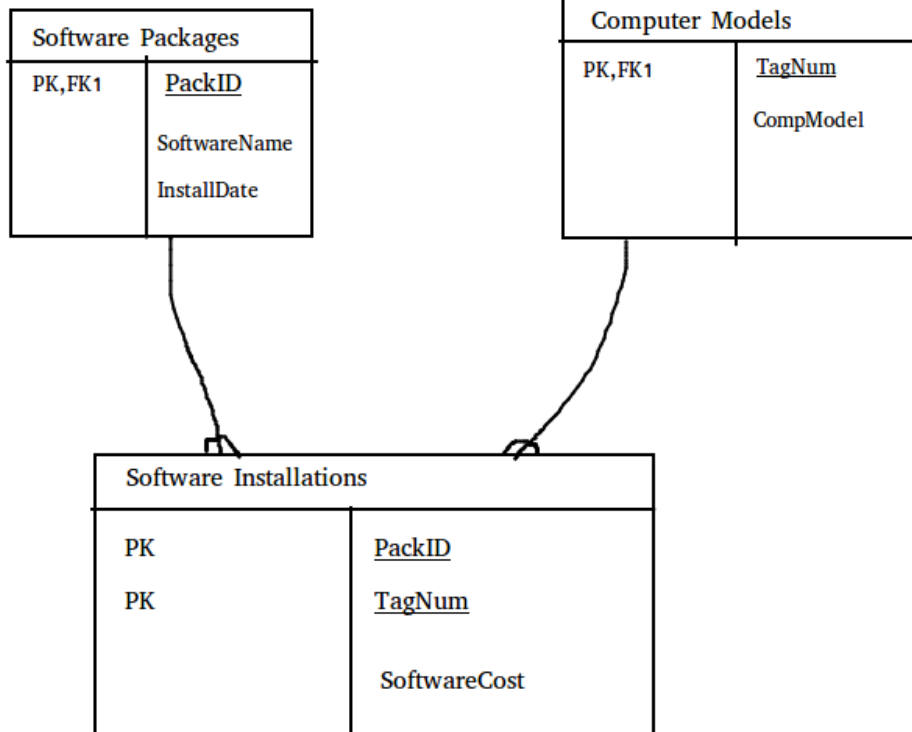 Software Packages
PK,FK1 PackID
SoftwareName
InstallDate
Computer Models
PK,FK1 TagNum
CompModel
Software Installations
PK PackID
PK TagNum
SoftwareCost